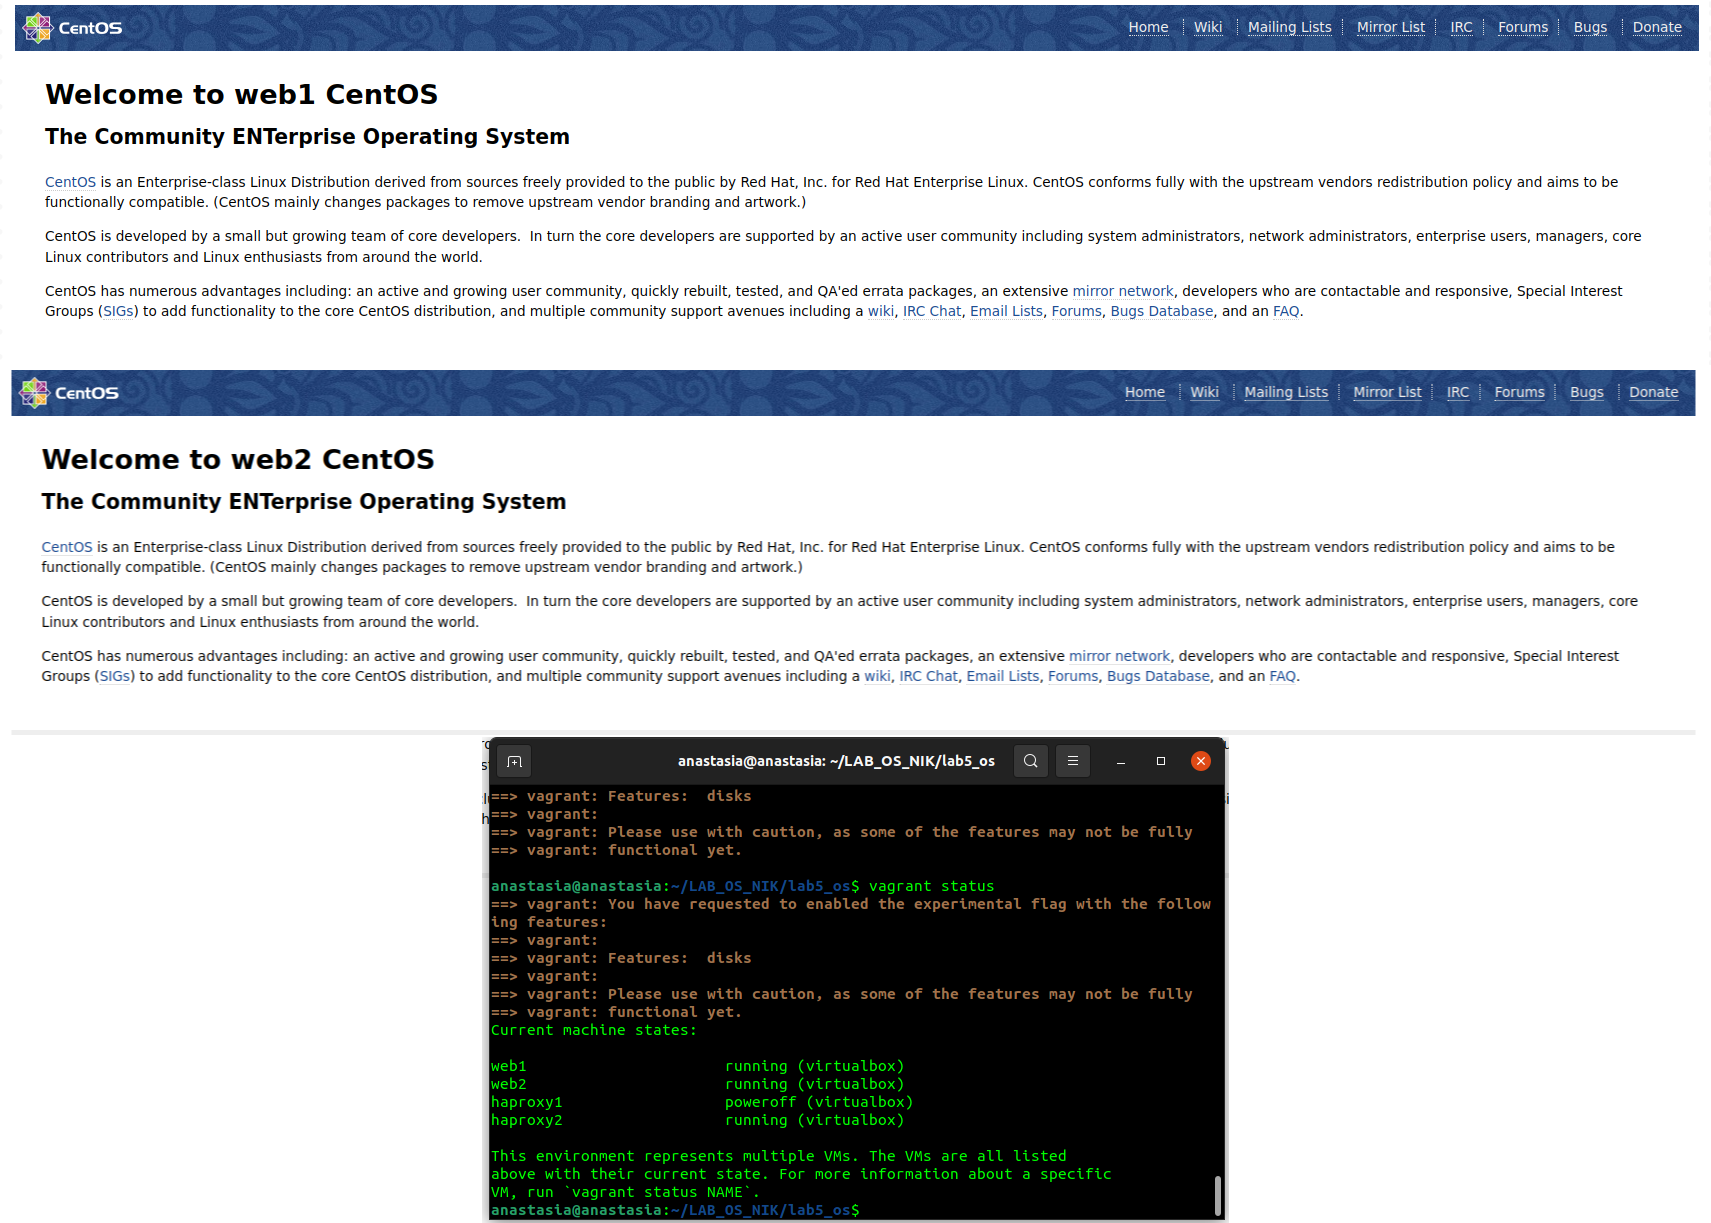 CentOS Home Wiki Mailing Lists Mirror List IRC Forums Bugs Donate
Welcome to web1 CentOS
The Community ENTerprise Operating System
CentOS is an Enterprise-class Linux Distribution derived from sources freely provided to the public by Red Hat, Inc. for Red Hat Enterprise Linux. CentOS conforms fully with the upstream vendors redistribution policy and aims to be
functionally compatible. (CentOS mainly changes packages to remove upstream vendor branding and artwork.)
CentOS is developed by a small but growing team of core developers.  In turn the core developers are supported by an active user community including system administrators, network administrators, enterprise users, managers, core
Linux contributors and Linux enthusiasts from around the world.
CentOS has numerous advantages including: an active and growing user community, quickly rebuilt, tested, and QA'ed errata packages, an extensive mirror network, developers who are contactable and responsive, Special Interest
Groups (SIGs) to add functionality to the core CentOS distribution, and multiple community support avenues including a wiki, IRC Chat, Email Lists, Forums, Bugs Database, and an FAQ.
CentOS Home Wiki Mailing Lists Mirror List IRC Forums Bugs Donate
Welcome to web2 CentOS
The Community ENTerprise Operating System
CentOS is an Enterprise-class Linux Distribution derived from sources freely provided to the public by Red Hat, Inc. for Red Hat Enterprise Linux. CentOS conforms fully with the upstream vendors redistribution policy and aims to be
functionally compatible. (CentOS mainly changes packages to remove upstream vendor branding and artwork.)
CentOS is developed by a small but growing team of core developers.  In turn the core developers are supported by an active user community including system administrators, network administrators, enterprise users, managers, core
Linux contributors and Linux enthusiasts from around the world.
CentOS has numerous advantages including: an active and growing user community, quickly rebuilt, tested, and QA'ed errata packages, an extensive mirror network, developers who are contactable and responsive, Special Interest
Groups (SIGs) to add functionality to the core CentOS distribution, and multiple community support avenues including a wiki, IRC Chat, Email Lists, Forums, Bugs Database, and an FAQ.
anastasia@anastasia: ~/LAB_OS_NIK/lab5_os
==> vagrant: Features:  disks
==> vagrant:
==> vagrant: Please use with caution, as some of the features may not be fully
==> vagrant: functional yet.
anastasia@anastasia:~/LAB_OS_NIK/lab5_os$ vagrant status
==> vagrant: You have requested to enabled the experimental flag with the follow
ing features:
==> vagrant:
==> vagrant: Features:  disks
==> vagrant:
==> vagrant: Please use with caution, as some of the features may not be fully
==> vagrant: functional yet.
Current machine states:
web1                      running (virtualbox)
web2                      running (virtualbox)
haproxy1                  poweroff (virtualbox)
haproxy2                  running (virtualbox)
This environment represents multiple VMs. The VMs are all listed
above with their current state. For more information about a specific
VM, run `vagrant status NAME`.
anastasia@anastasia:~/LAB_OS_NIK/lab5_os$